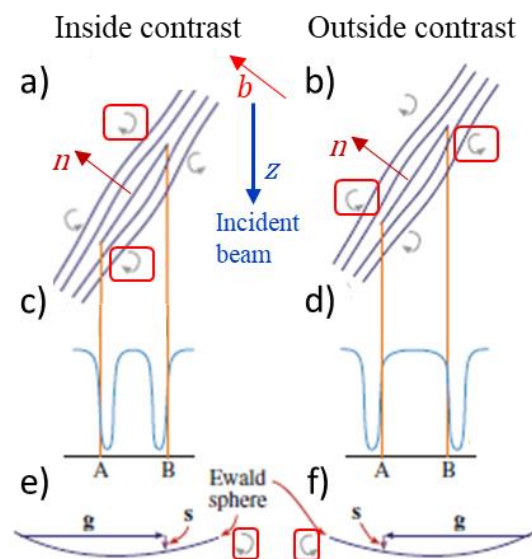 Inside contrast
Outside contrast
a)
b
b)
n
z
n
Incident
beam
c)
d)
A
B
A
B
e)
Ewald
sphere
f)
g
s
s
g